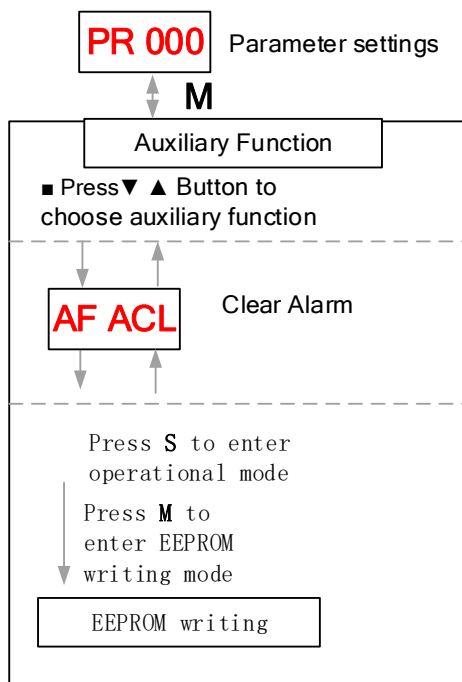 PR 000 Parameter settings
M
Auxiliary Function
■ Press▼ ▲ Button to
choose auxiliary function
AF ACL Clear Alarm
Press S to enter
operational mode
Press M to
enter EEPROM
writing mode
EEPROM writing